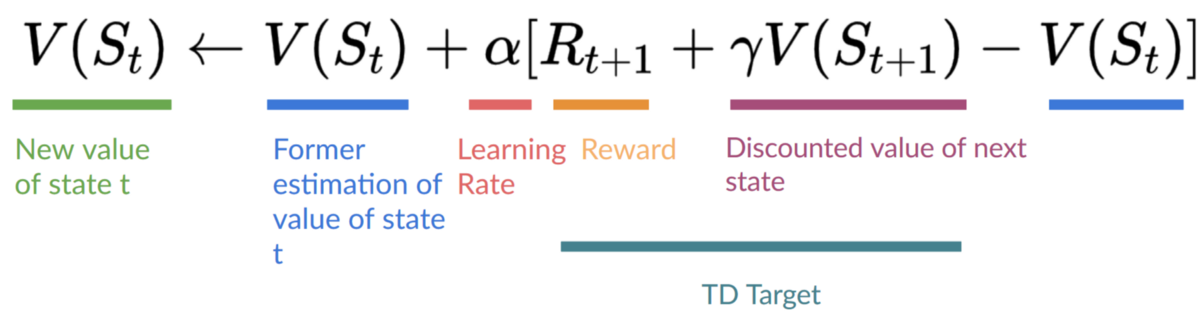 V(S_t) ← V(S_t) + α[R_{t+1} + γV(S_{t+1}) − V(S_t)]
New value
of state t
Former
estimation of
value of state
t
Learning
Rate
Reward
Discounted value of next
state
TD Target